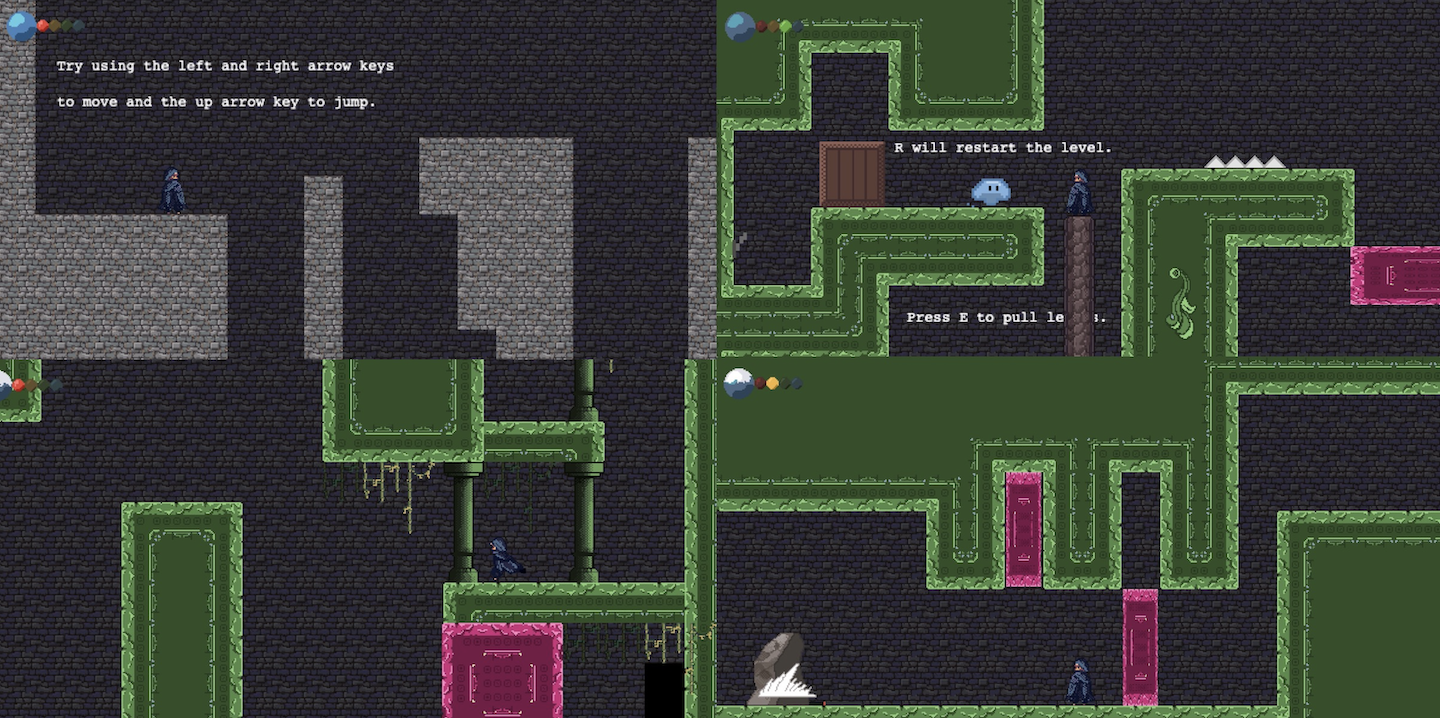 Try using the left and right arrow keys
to move and the up arrow key to jump.
R will restart the level.
Press E to pull le s.